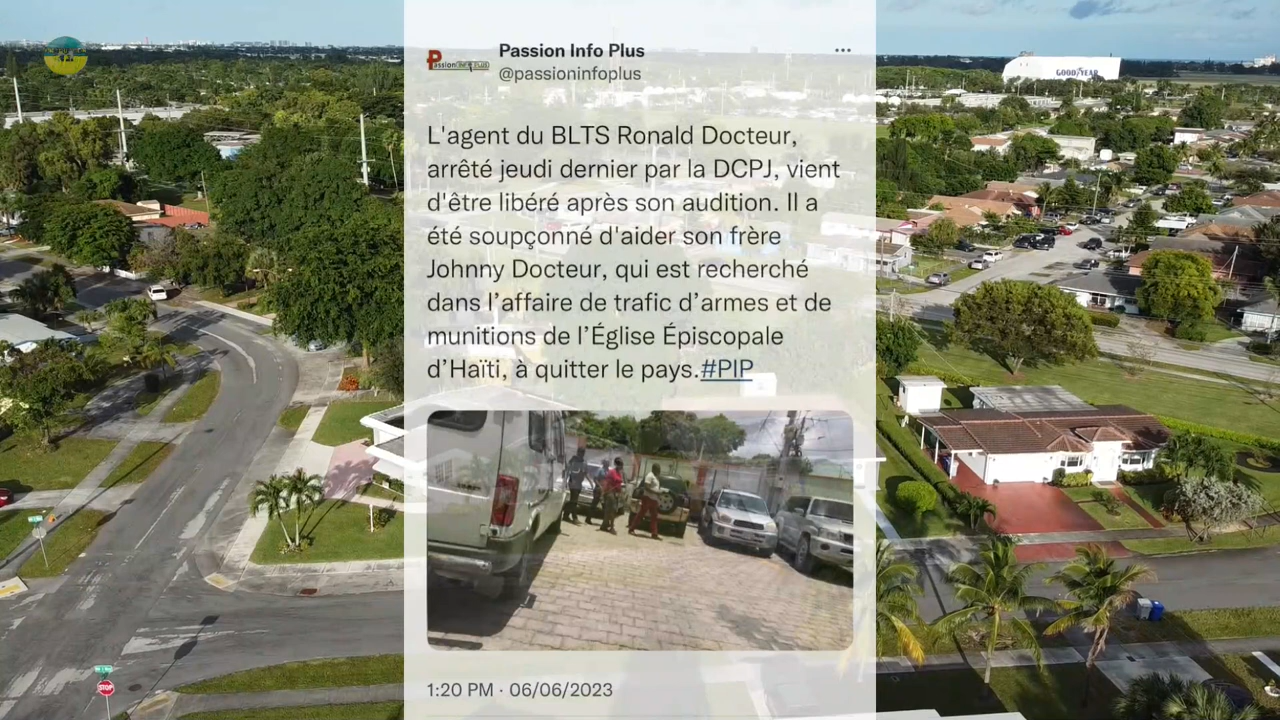 Passion Info Plus
@passioninfoplus
L'agent du BLTS Ronald Docteur,
arrêté jeudi dernier par la DCPJ, vient
d'être libéré après son audition. Il a
été soupçonné d'aider son frère
Johnny Docteur, qui est recherché
dans l’affaire de trafic d’armes et de
munitions de l’Église Épiscopale
d’Haïti, à quitter le pays.#PIP
1:20 PM · 06/06/2023
GOODYEAR
STOP